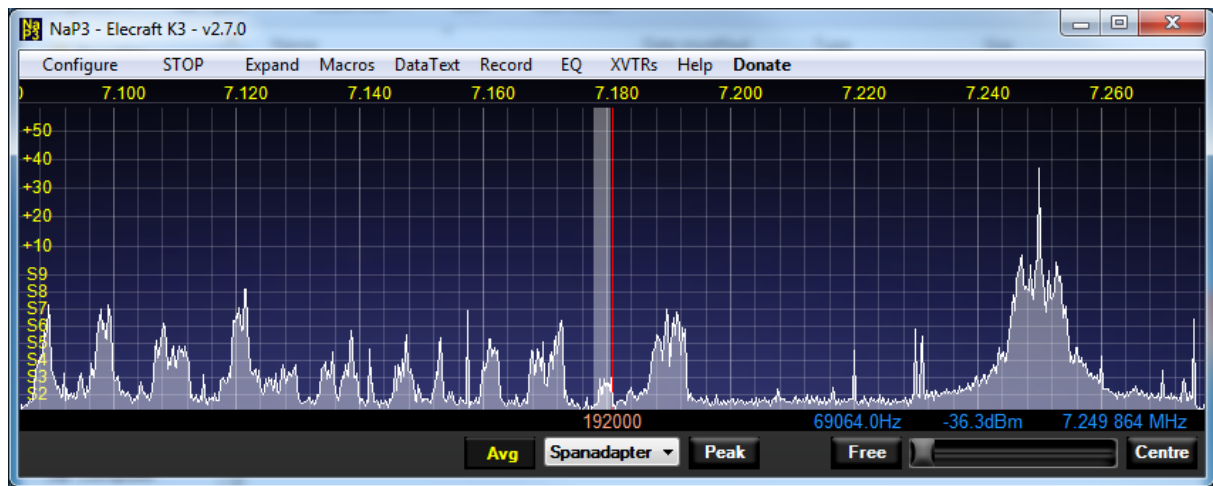 NaP3 NaP3 - Elecraft K3 - v2.7.0
Configure STOP Expand Macros DataText Record EQ XVTRs Help Donate
7.100 7.120 7.140 7.160 7.180 7.200 7.220 7.240 7.260
+50
+40
+30
+20
+10
S9
S8
S7
S6
S5
S4
S3
S2
192000 69064.0Hz -36.3dBm 7.249 864 MHz
Avg Spanadapter Peak Free Centre